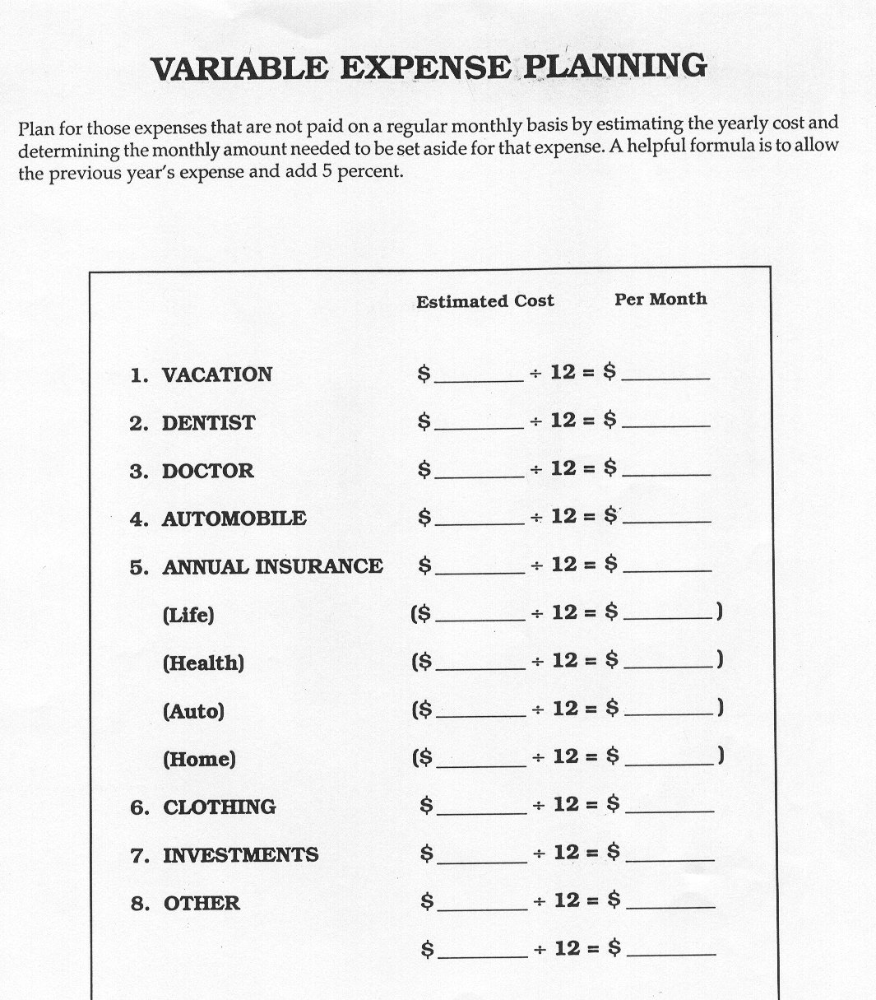 VARIABLE EXPENSE PLANNING
Plan for those expenses that are not paid on a regular monthly basis by estimating the yearly cost and
determining the monthly amount needed to be set aside for that expense. A helpful formula is to allow
the previous year's expense and add 5 percent.
Estimated Cost Per Month
1. VACATION $________ ÷ 12 = $________
2. DENTIST $________ ÷ 12 = $________
3. DOCTOR $________ ÷ 12 = $________
4. AUTOMOBILE $________ ÷ 12 = $________
5. ANNUAL INSURANCE $________ ÷ 12 = $________
(Life) ($________ ÷ 12 = $________)
(Health) ($________ ÷ 12 = $________)
(Auto) ($________ ÷ 12 = $________)
(Home) ($________ ÷ 12 = $________)
6. CLOTHING $________ ÷ 12 = $________
7. INVESTMENTS $________ ÷ 12 = $________
8. OTHER $________ ÷ 12 = $________
$________ ÷ 12 = $________